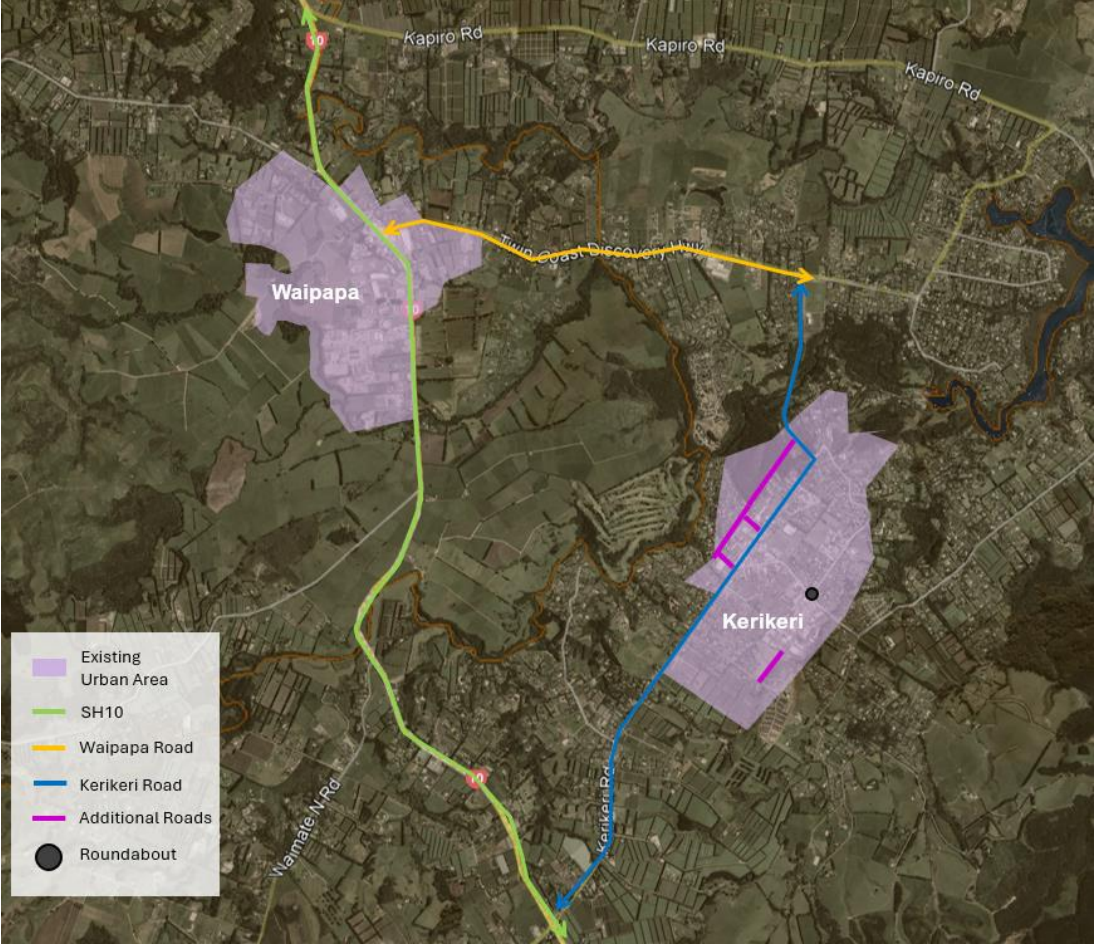 10
Kapiro Rd
Kapiro Rd
Kapiro Rd
Twin Coast Discovery Hwy
Waipapa
10
Kerikeri
Existing
Urban Area
SH10
Waipapa Road
Kerikeri Road
Additional Roads
Roundabout
10
Waimate N Rd
Kerikeri Rd